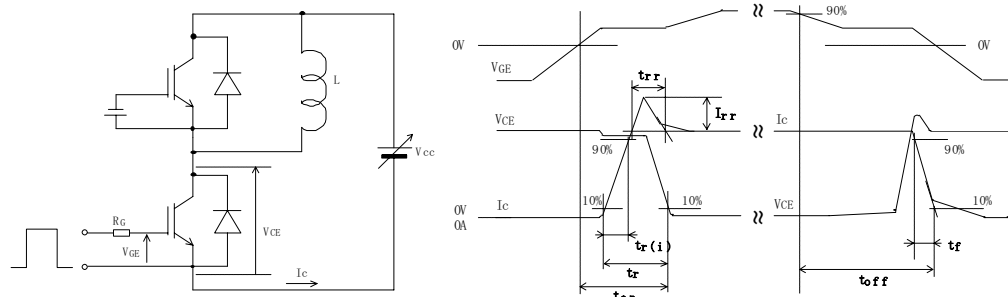 L
Vcc
RG
VGE
VCE
Ic
90%
0V
0V
VGE
trr
Irr
VCE
Ic
90%
90%
10%
10%
10%
Ic
VCE
0V
0A
tr(i)
tr
ton
tf
toff